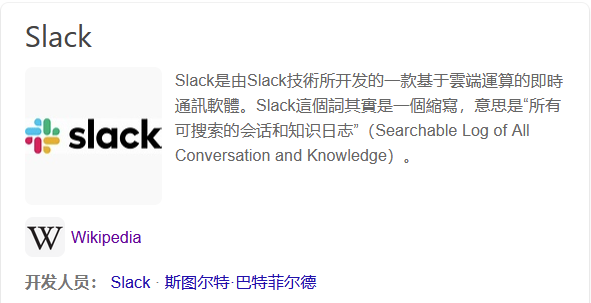 Slack
slack
Slack是由Slack技術所开发的一款基于雲端運算的即時
通訊軟體。Slack這個詞其實是一個縮寫，意思是“所有
可搜索的会话和知识日志”（Searchable Log of All
Conversation and Knowledge）。
W Wikipedia
开发人员： Slack · 斯图尔特·巴特菲尔德